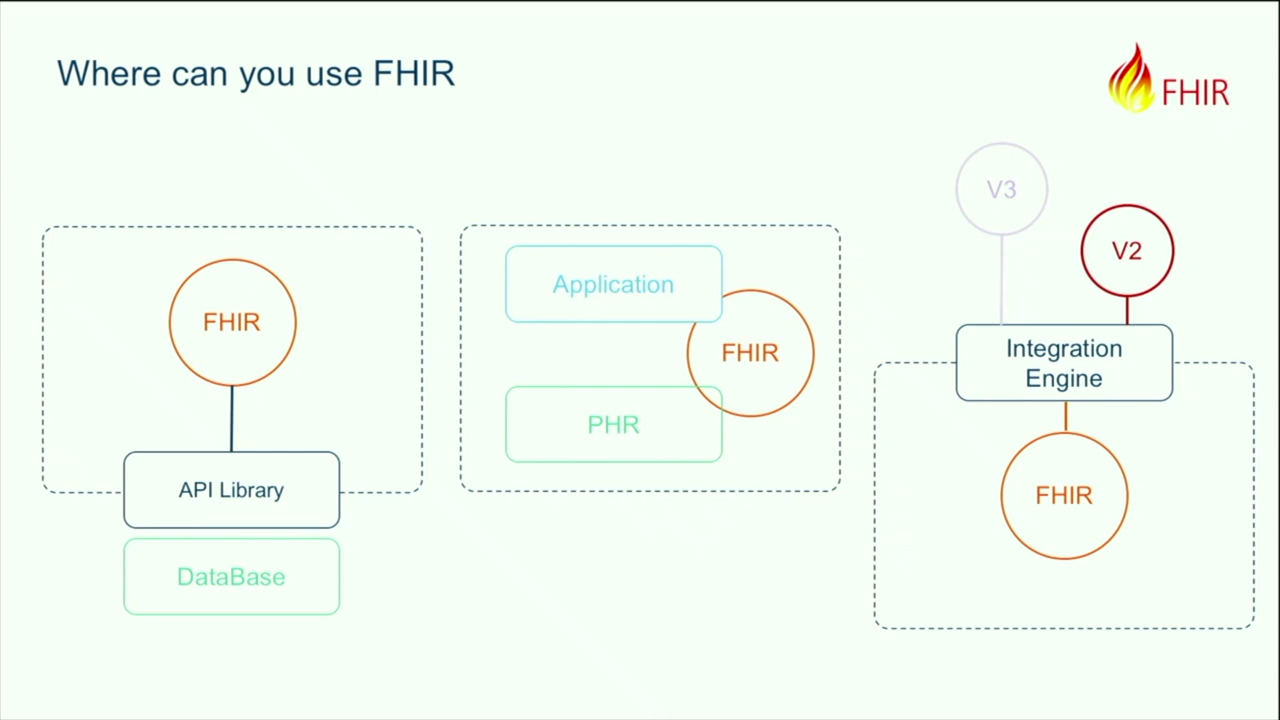 Where can you use FHIR
FHIR
FHIR
API Library
DataBase
Application
FHIR
PHR
V3
V2
Integration
Engine
FHIR